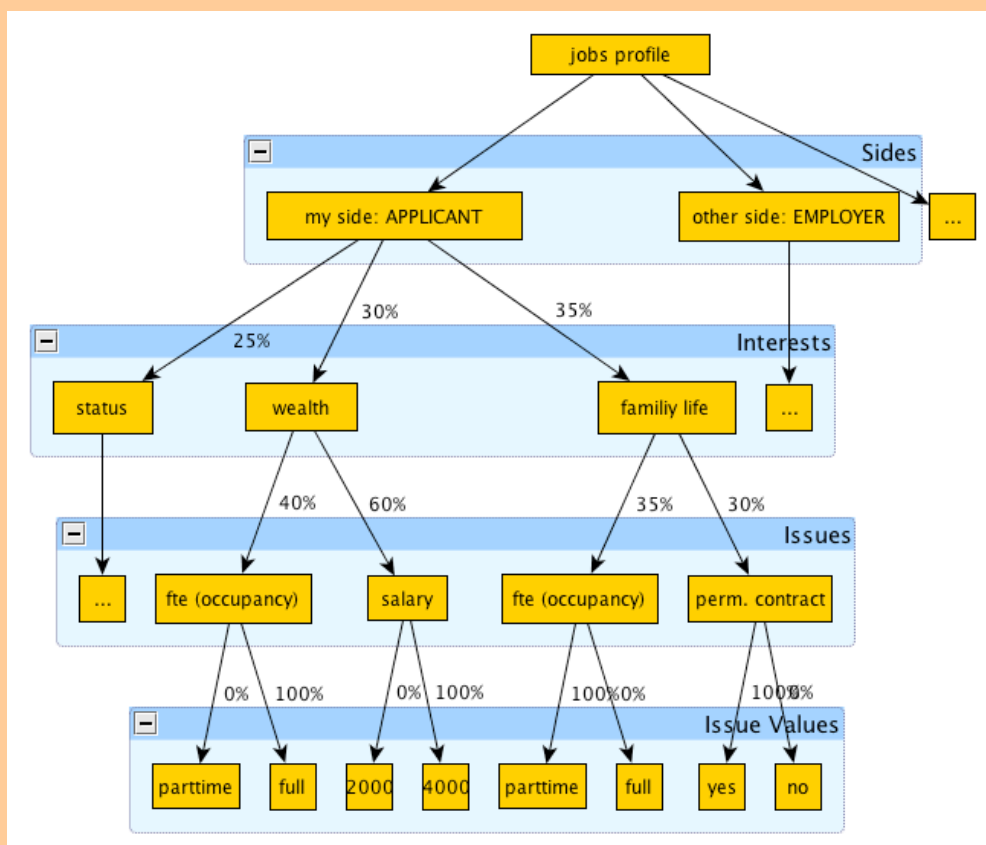 jobs profile
Sides
my side: APPLICANT
other side: EMPLOYER
...
25%
30%
35%
Interests
status
wealth
familiy life
...
40%
60%
35%
30%
Issues
...
fte (occupancy)
salary
fte (occupancy)
perm. contract
0%
100%
0%
100%
100%
0%
100%
0%
Issue Values
parttime
full
2000
4000
parttime
full
yes
no